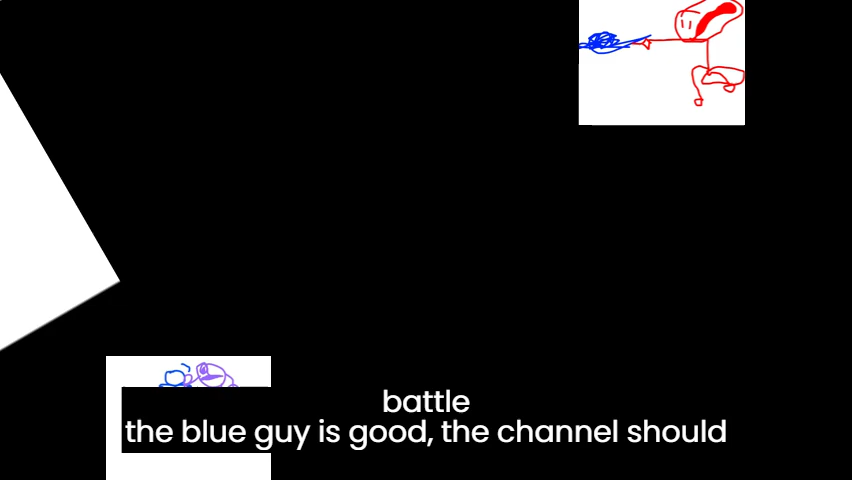 battle
the blue guy is good, the channel should